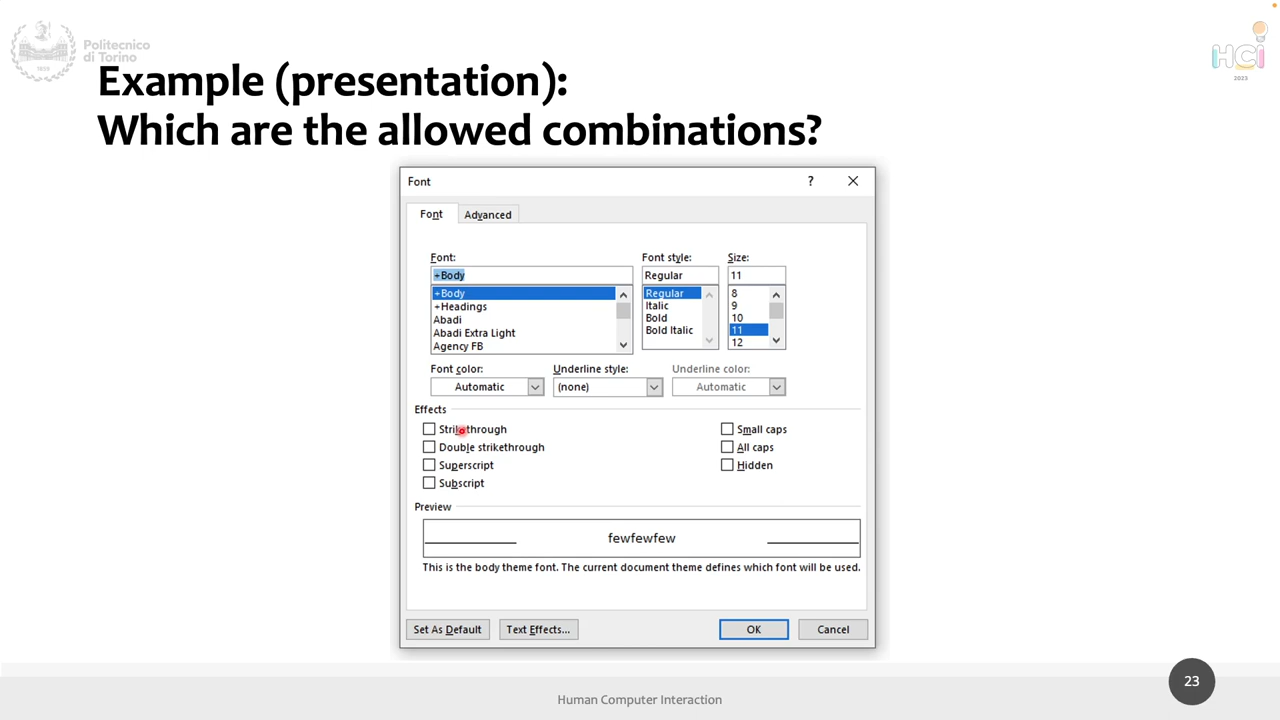 Politecnico
di Torino
1859
HCI
2023
Example (presentation):
Which are the allowed combinations?
Font
?
Font
Advanced
Font:
Font style:
Size:
+Body
Regular
11
+Body
+Headings
Abadi
Abadi Extra Light
Agency FB
Regular
Italic
Bold
Bold Italic
8
9
10
11
12
Font color:
Underline style:
Underline color:
Automatic
(none)
Automatic
Effects
Strikethrough
Double strikethrough
Superscript
Subscript
Small caps
All caps
Hidden
Preview
fewfewfew
This is the body theme font. The current document theme defines which font will be used.
Set As Default
Text Effects...
OK
Cancel
Human Computer Interaction
23